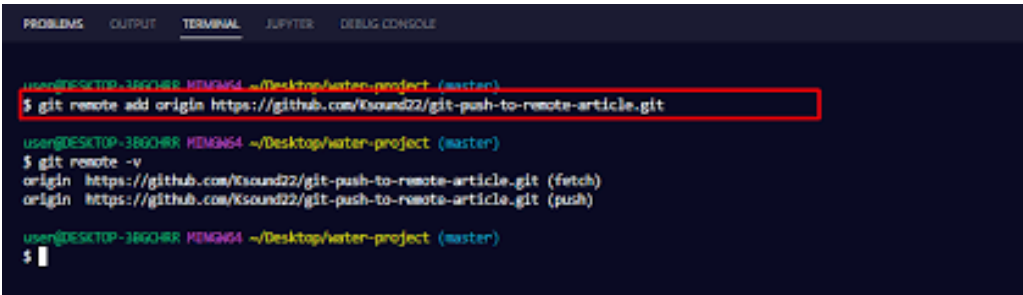 PROBLEMS OUTPUT TERMINAL JUPYTER DEBUG CONSOLE
user@DESKTOP-3BGCHRR MINGW64 ~/Desktop/water-project (master)
$ git remote add origin https://github.com/Ksound22/git-push-to-remote-article.git
user@DESKTOP-3BGCHRR MINGW64 ~/Desktop/water-project (master)
$ git remote -v
origin https://github.com/Ksound22/git-push-to-remote-article.git (fetch)
origin https://github.com/Ksound22/git-push-to-remote-article.git (push)
user@DESKTOP-3BGCHRR MINGW64 ~/Desktop/water-project (master)
$